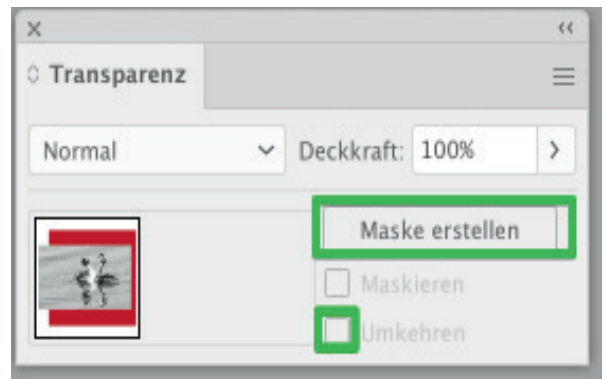 Transparenz
Normal Deckkraft: 100%
Maske erstellen
Maskieren
Umkehren